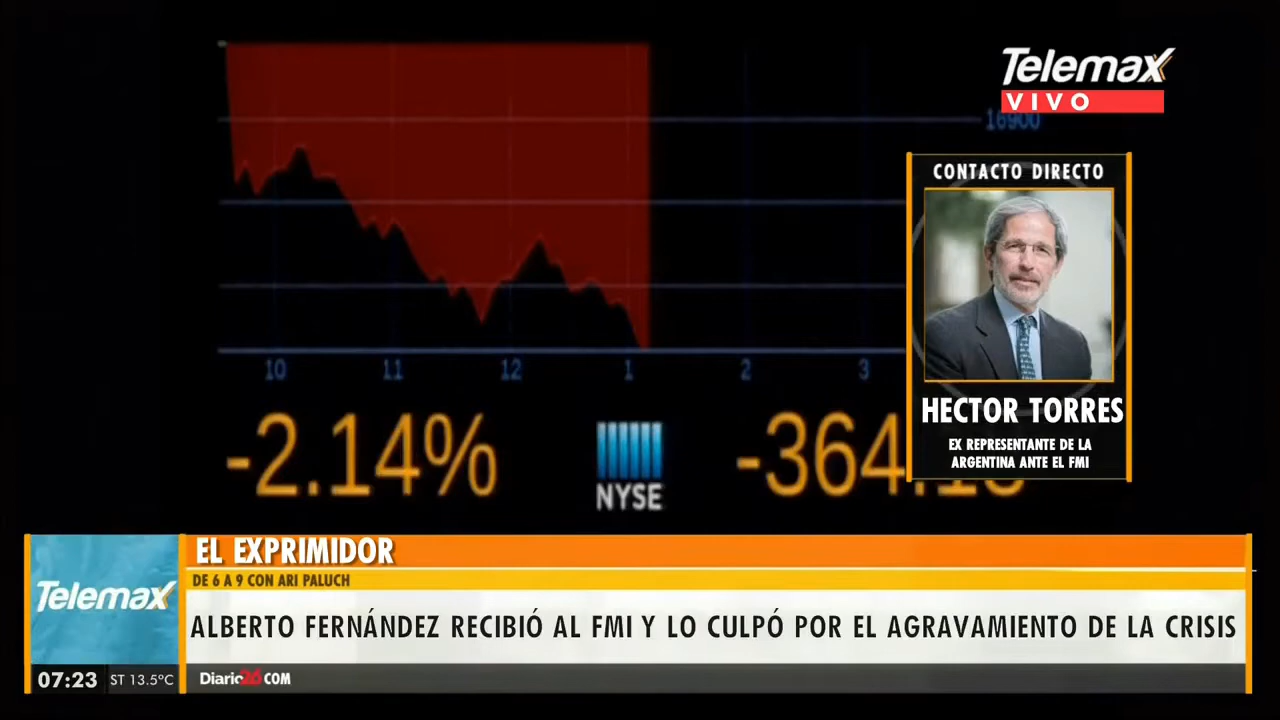 Telemax
VIVO
16900
CONTACTO DIRECTO
10 11 12 1 2 3
HECTOR TORRES
EX REPRESENTANTE DE LA
ARGENTINA ANTE EL FMI
-2.14%
NYSE
-364.13
EL EXPRIMIDOR
DE 6 A 9 CON ARI PALUCH
Telemax
ALBERTO FERNÁNDEZ RECIBIÓ AL FMI Y LO CULPÓ POR EL AGRAVAMIENTO DE LA CRISIS
07:23 ST 13.5°C
Diario26.COM